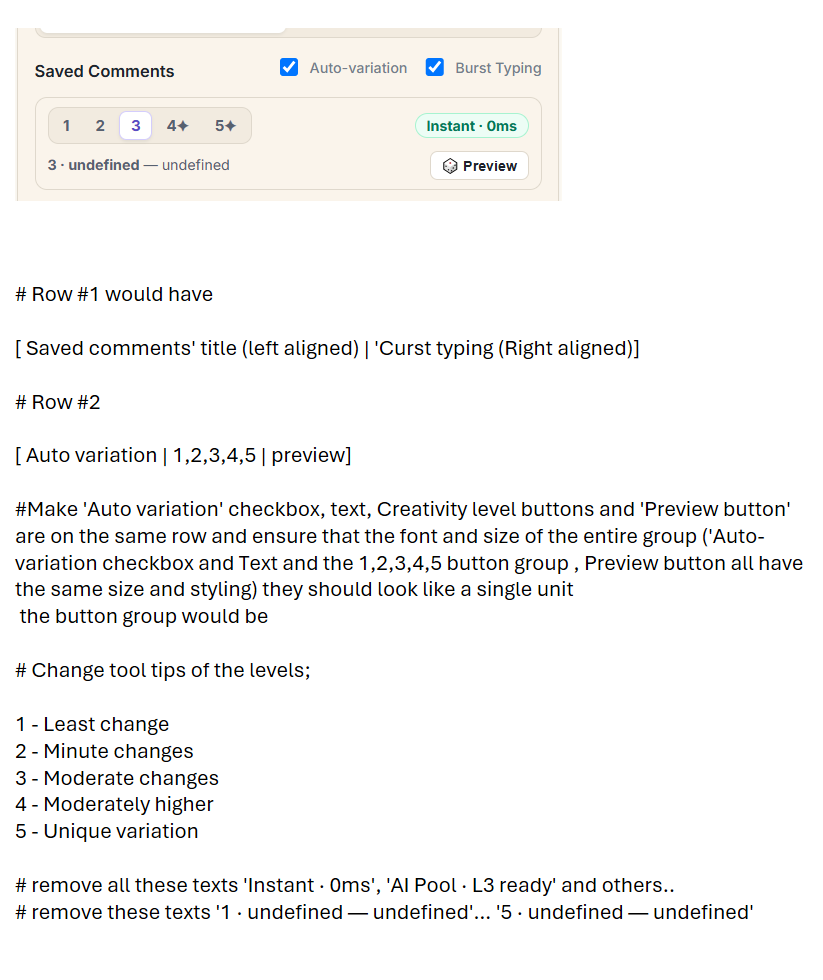 Saved Comments Auto-variation Burst Typing
1 2 3 4✦ 5✦ Instant · 0ms
3 · undefined — undefined Preview
# Row #1 would have
[ Saved comments' title (left aligned) | 'Curst typing (Right aligned)]
# Row #2
[ Auto variation | 1,2,3,4,5 | preview]
#Make 'Auto variation' checkbox, text, Creativity level buttons and 'Preview button'
are on the same row and ensure that the font and size of the entire group ('Auto-
variation checkbox and Text and the 1,2,3,4,5 button group , Preview button all have
the same size and styling) they should look like a single unit
the button group would be
# Change tool tips of the levels;
1 - Least change
2 - Minute changes
3 - Moderate changes
4 - Moderately higher
5 - Unique variation
# remove all these texts 'Instant · 0ms', 'AI Pool · L3 ready' and others..
# remove these texts '1 · undefined — undefined'... '5 · undefined — undefined'